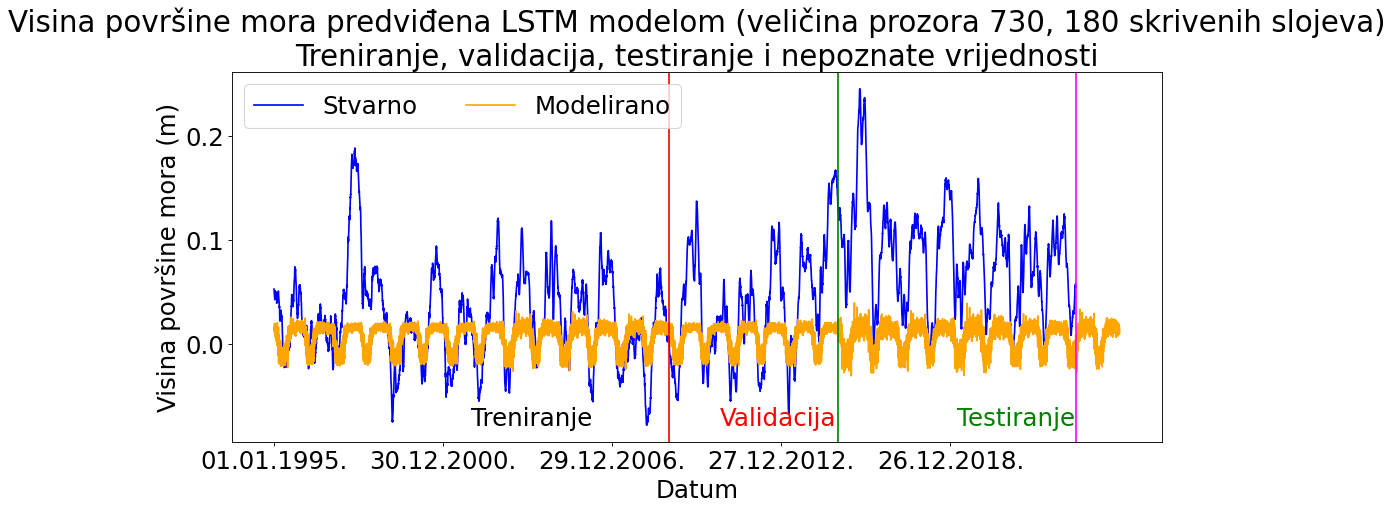 Visina površine mora predviđena LSTM modelom (veličina prozora 730, 180 skrivenih slojeva)
Treniranje, validacija, testiranje i nepoznate vrijednosti
Stvarno Modelirano
Visina površine mora (m)
0.2
0.1
0.0
Treniranje Validacija Testiranje
01.01.1995. 30.12.2000. 29.12.2006. 27.12.2012. 26.12.2018.
Datum